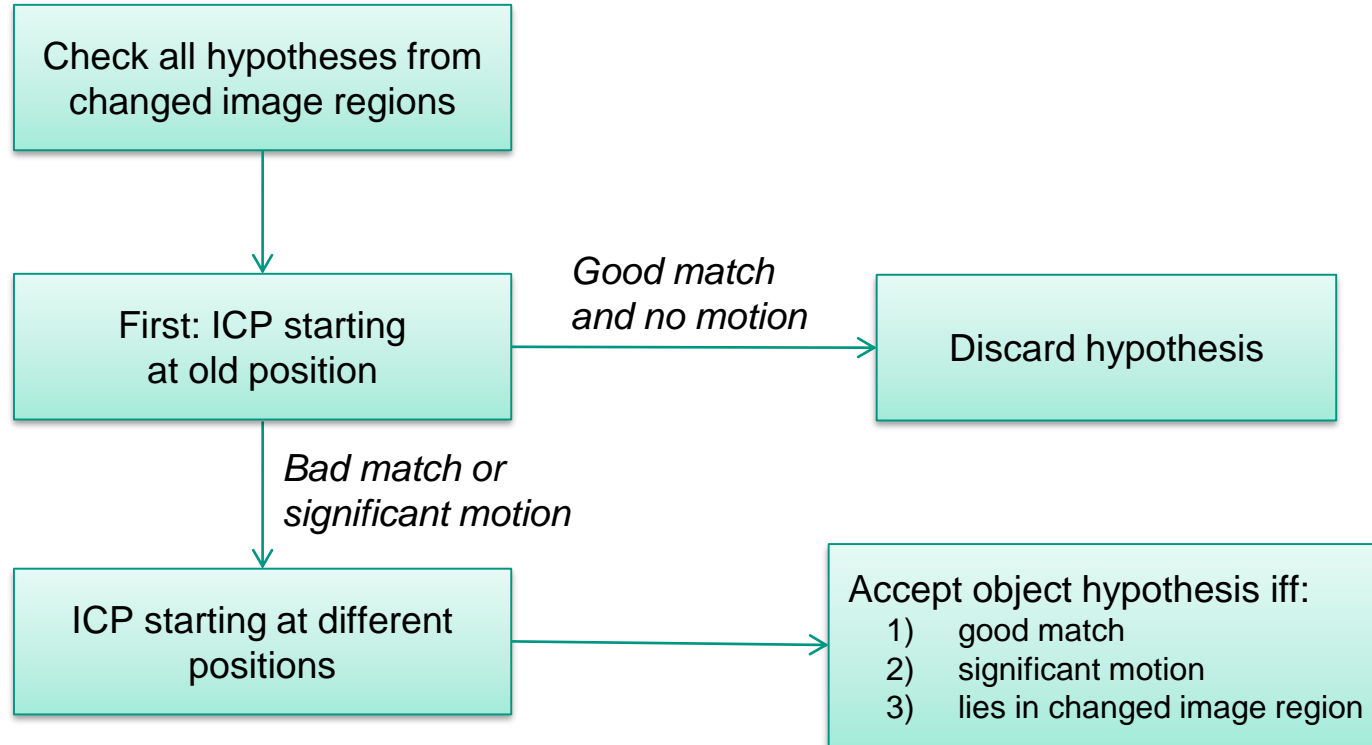 Check all hypotheses from
changed image regions
First: ICP starting
at old position
Good match
and no motion
Discard hypothesis
Bad match or
significant motion
ICP starting at different
positions
Accept object hypothesis iff:
1) good match
2) significant motion
3) lies in changed image region